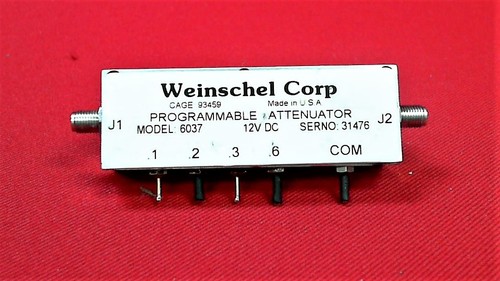 Weinschel Corp
CAGE 93459 Made in U.S.A
PROGRAMMABLE ATTENUATOR
J1 MODEL: 6037 12V DC SERNO: 31476 J2
.1 .2 .3 .6 COM